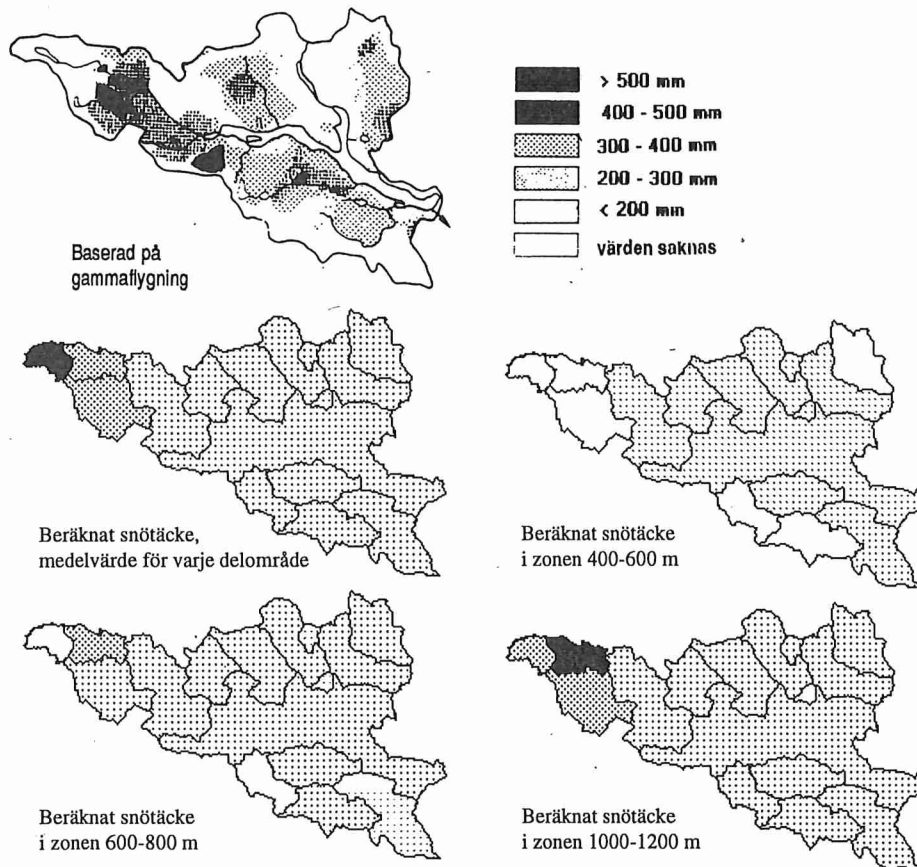 > 500 mm
400 - 500 mm
300 - 400 mm
200 - 300 mm
< 200 mm
värden saknas
Baserad på
gammaflygning
Beräknat snötäcke,
medelvärde för varje delområde
Beräknat snötäcke
i zonen 400-600 m
Beräknat snötäcke
i zonen 600-800 m
Beräknat snötäcke
i zonen 1000-1200 m